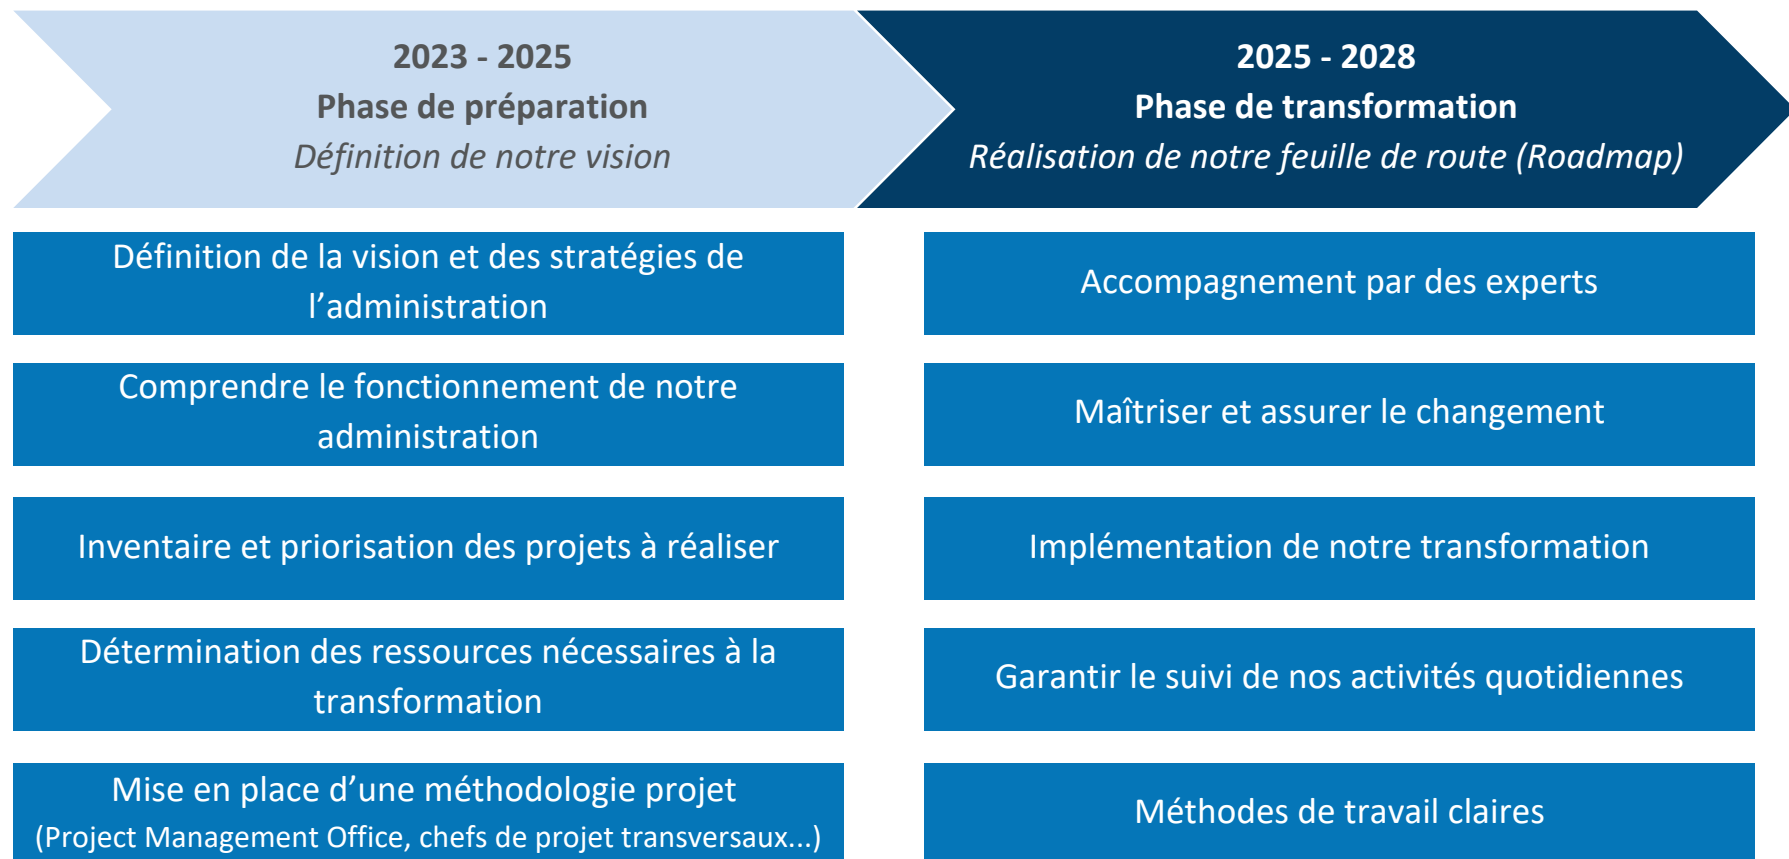 2023 - 2025
Phase de préparation
Définition de notre vision
2025 - 2028
Phase de transformation
Réalisation de notre feuille de route (Roadmap)
Définition de la vision et des stratégies de
l’administration
Comprendre le fonctionnement de notre
administration
Inventaire et priorisation des projets à réaliser
Détermination des ressources nécessaires à la
transformation
Mise en place d’une méthodologie projet
(Project Management Office, chefs de projet transversaux...)
Accompagnement par des experts
Maîtriser et assurer le changement
Implémentation de notre transformation
Garantir le suivi de nos activités quotidiennes
Méthodes de travail claires